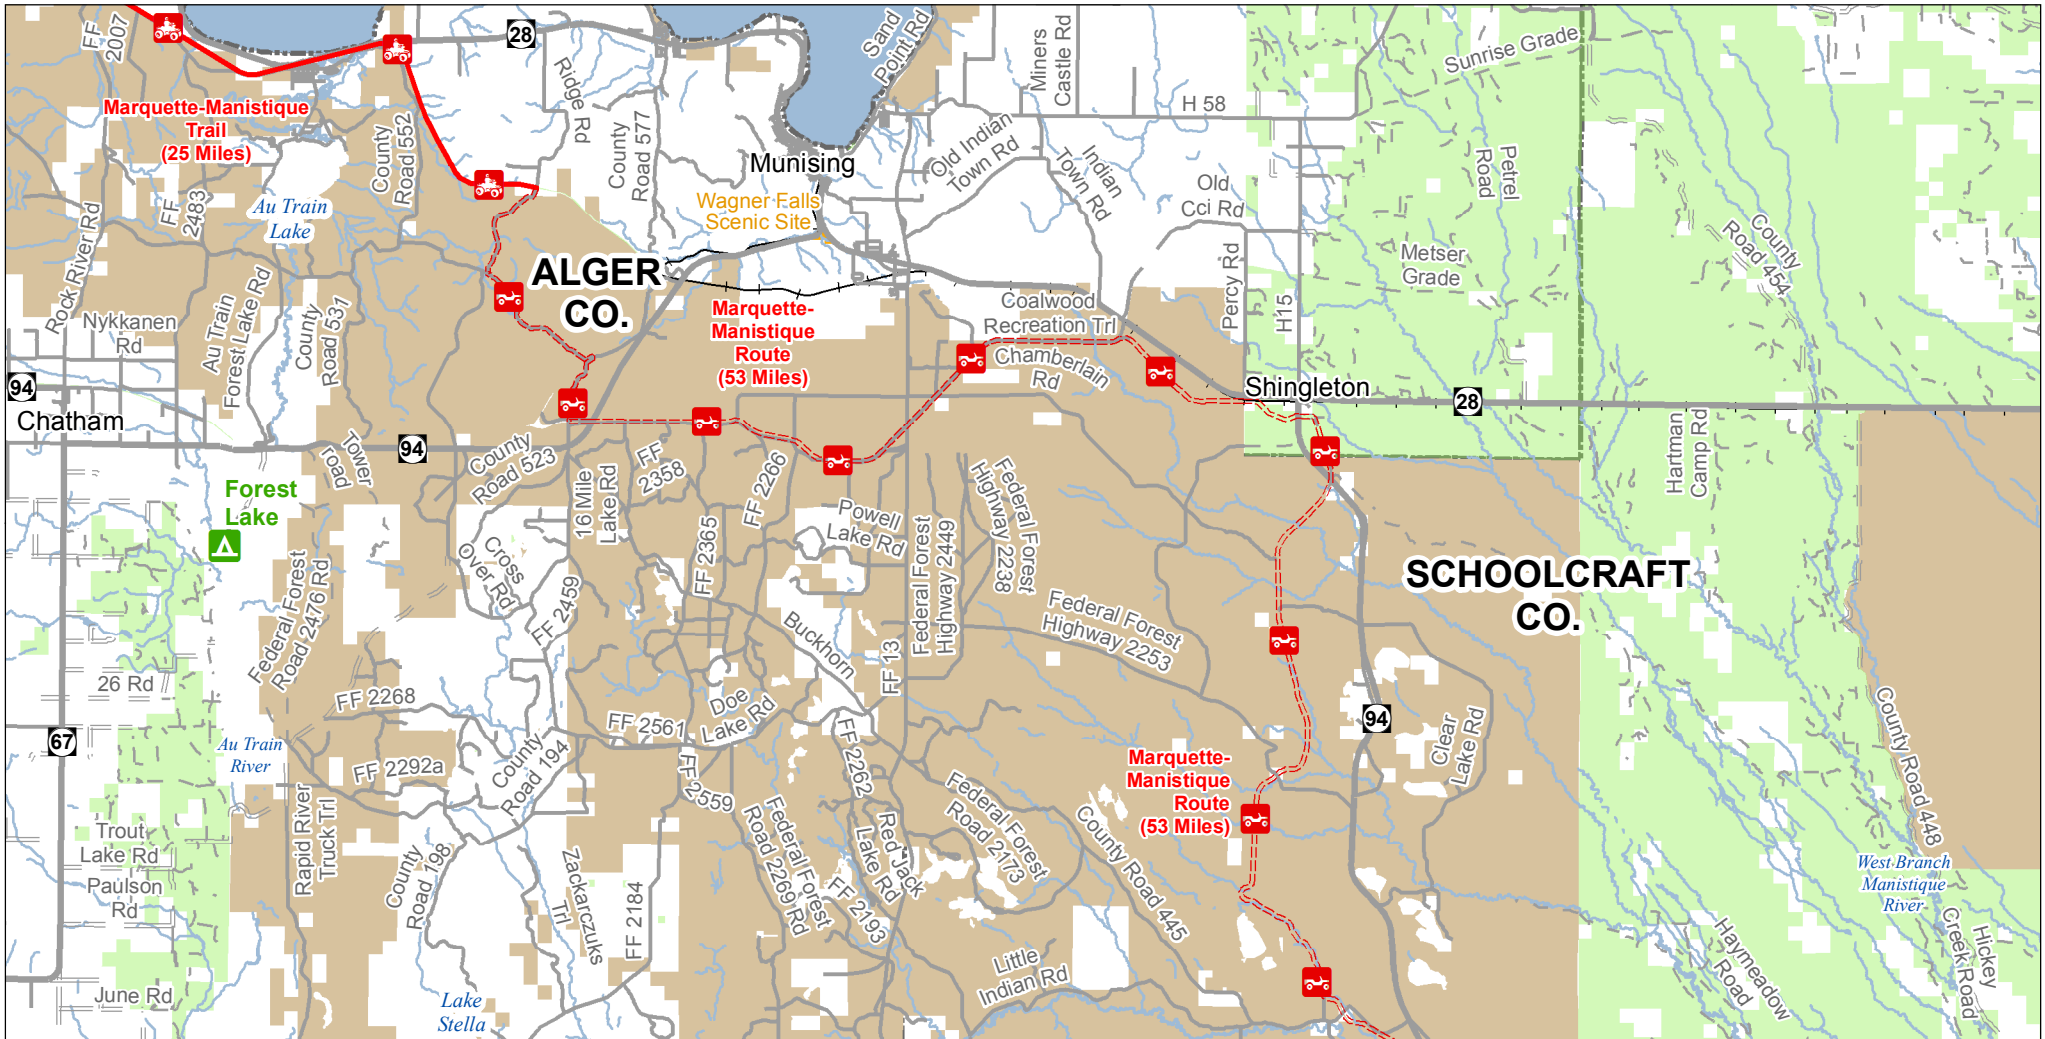 FF
2007
28
Sand
Point Rd
Miners
Castle Rd
Sunrise Grade
Marquette-Manistique
Trail
(25 Miles)
County
Road 552
Ridge Rd
County
Road 577
H 58
Munising
Old Indian
Town Rd
Indian
Town Rd
Petrel
Road
FF
2483
Au Train
Lake
Wagner Falls
Scenic Site
Old
Cci Rd
County
Road 454
Rock River Rd
ALGER
CO.
Metser
Grade
Percy Rd
H15
Au Train
Forest Lake Rd
County
Road 531
Nykkanen
Rd
Marquette-
Manistique
Route
(53 Miles)
Coalwood
Recreation Trl
Chamberlain
Rd
94
Chatham
Shingleton
28
94
Tower
road
County
Road 523
16 Mile
Lake Rd
FF
2358
FF 2266
Hartman
Camp Rd
Forest
Lake
Powell
Lake Rd
Federal Forest
Highway 2449
Federal Forest
Highway 2238
Cross
Over Rd
FF 2365
FF 2459
SCHOOLCRAFT
CO.
Federal Forest
Road 2476 Rd
Buckhorn
Federal Forest
Highway 2253
FF 13
26 Rd
FF 2268
Doe
Lake Rd
FF 2561
67
94
Au Train
River
FF 2292a
County
Road 194
FF 2262
Clear
Lake Rd
County Road 448
Marquette-
Manistique
Route
(53 Miles)
FF 2559
Federal Forest
Road 2173
Rapid River
Truck Trl
Trout
Lake Rd
Paulson
Rd
County
Road 198
Zackarczuks
Trl
Federal Forest
Road 2269 Rd
Red Jack
Lake Rd
FF 2193
County Road 445
West Branch
Manistique
River
FF 2184
Little
Indian Rd
Haymeadow
Road
Hickey
Creek Road
June Rd
Lake
Stella